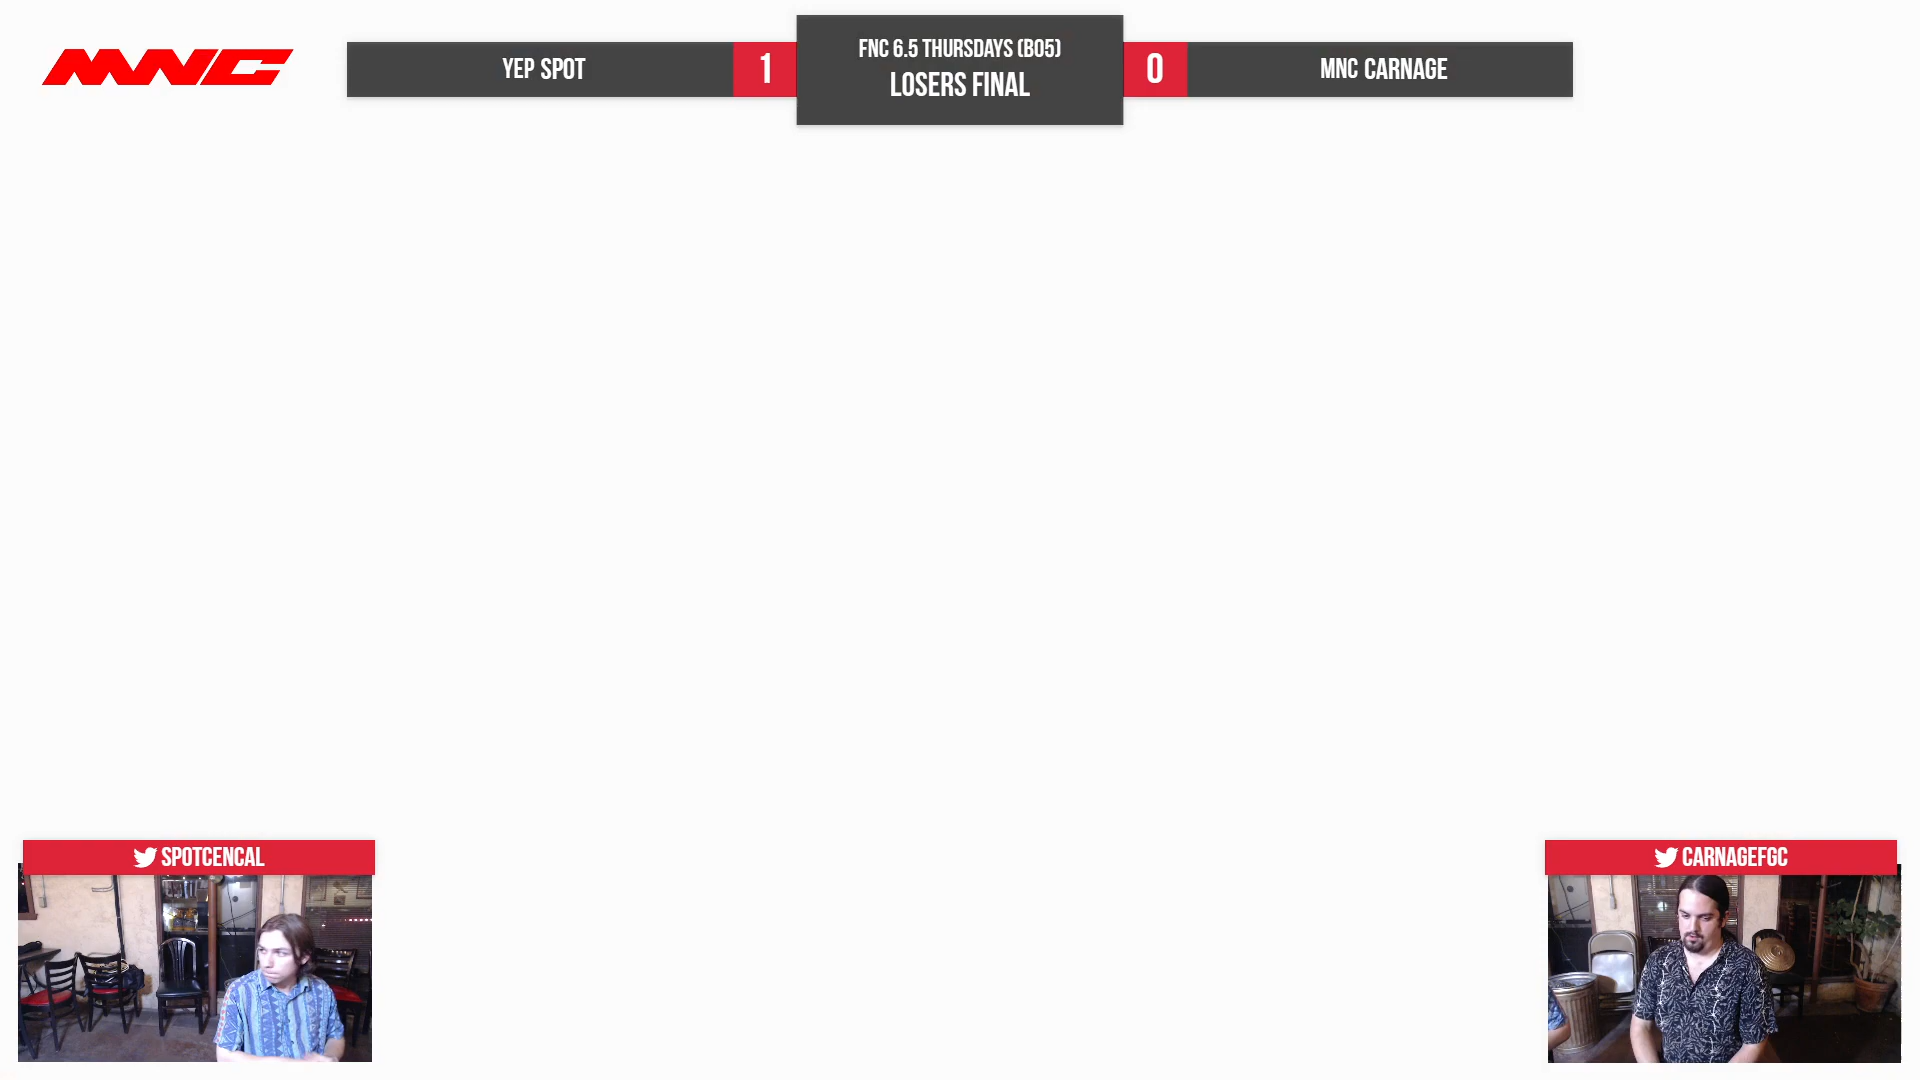 MNC
YEP SPOT
1
FNC 6.5 THURSDAYS (BO5)
LOSERS FINAL
0
MNC CARNAGE
SPOTCENCAL
CARNAGEFGC